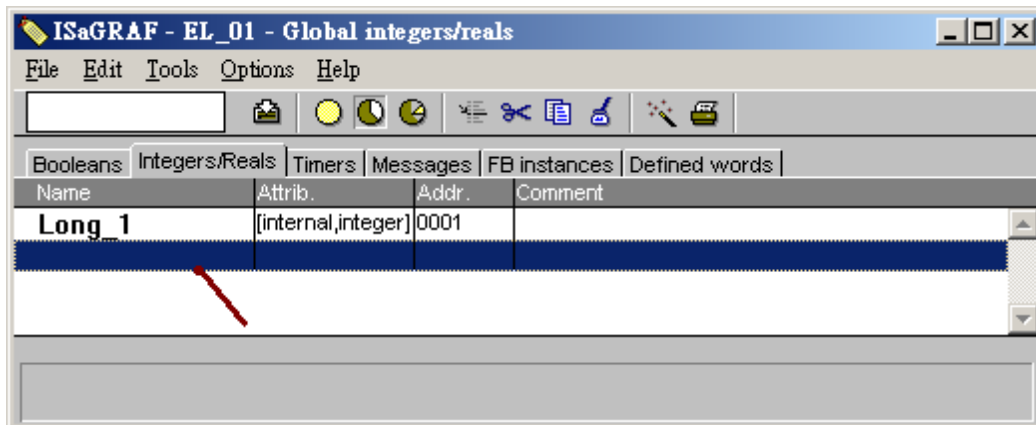 ISaGRAF - EL_01 - Global integers/reals
File Edit Tools Options Help
Booleans Integers/Reals Timers Messages FB instances Defined words
Name Attrib. Addr. Comment
Long_1 [internal,integer] 0001